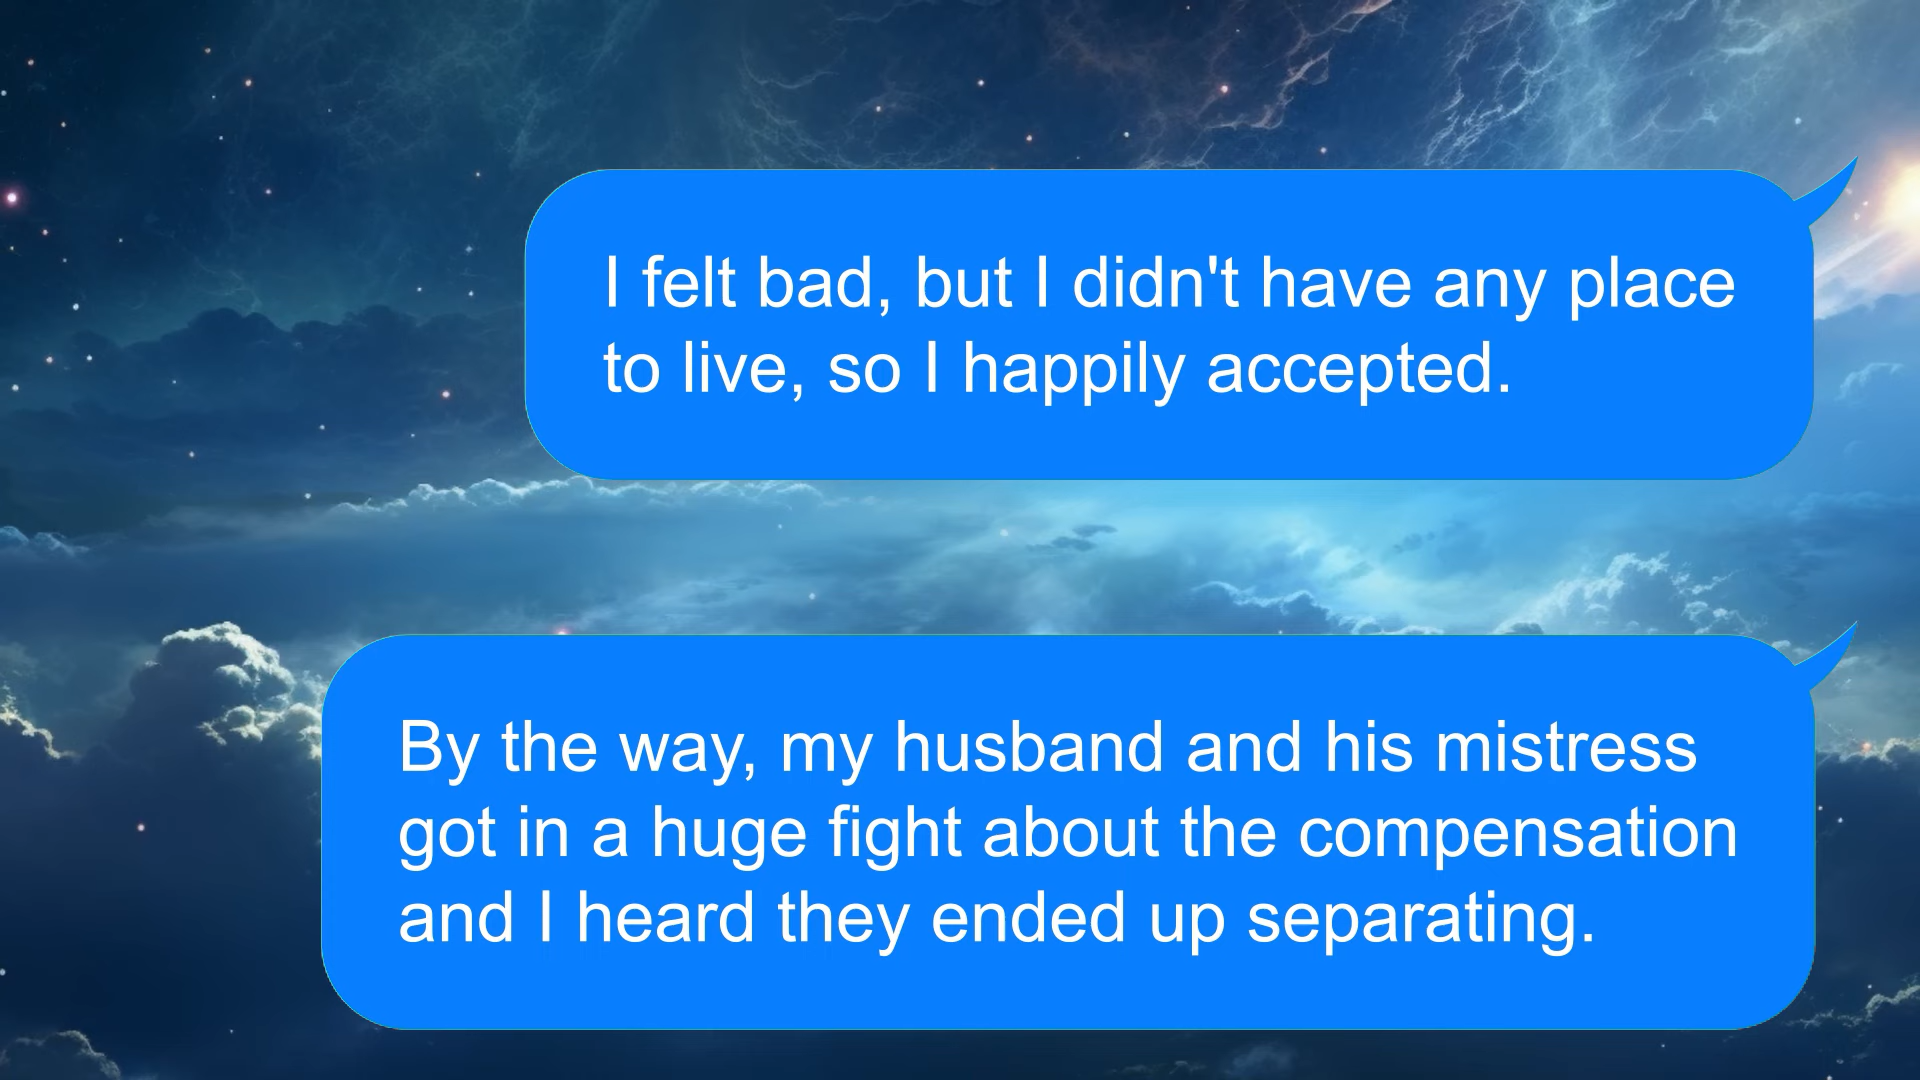 I felt bad, but I didn't have any place
to live, so I happily accepted.
By the way, my husband and his mistress
got in a huge fight about the compensation
and I heard they ended up separating.